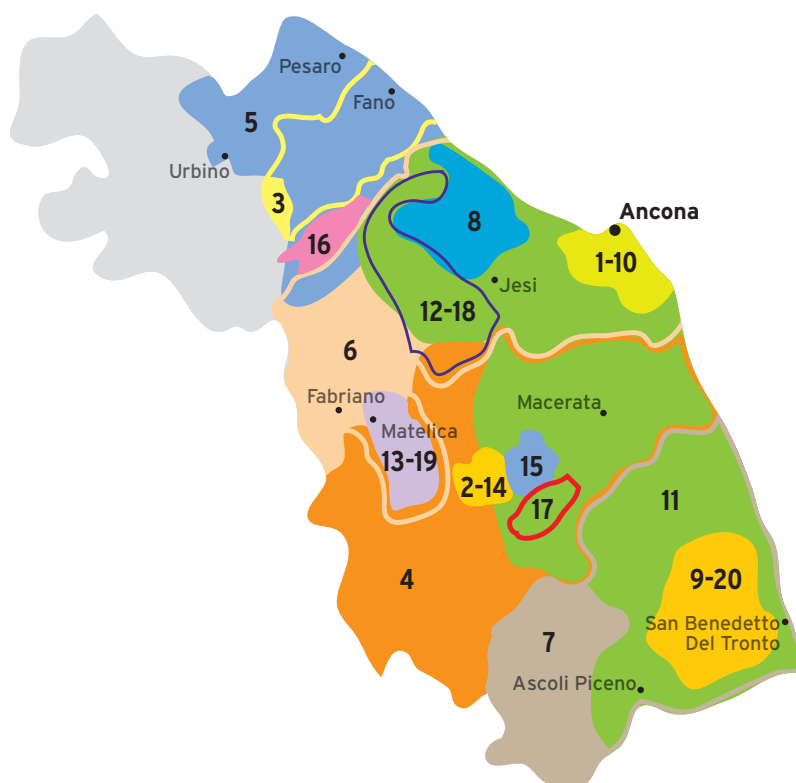 Pesaro
Fano
5
Urbino
3
Ancona
8
16
1-10
Jesi
12-18
6
Fabriano
Macerata
Matelica
13-19
15
2-14
11
17
4
9-20
San Benedetto
Del Tronto
7
Ascoli Piceno